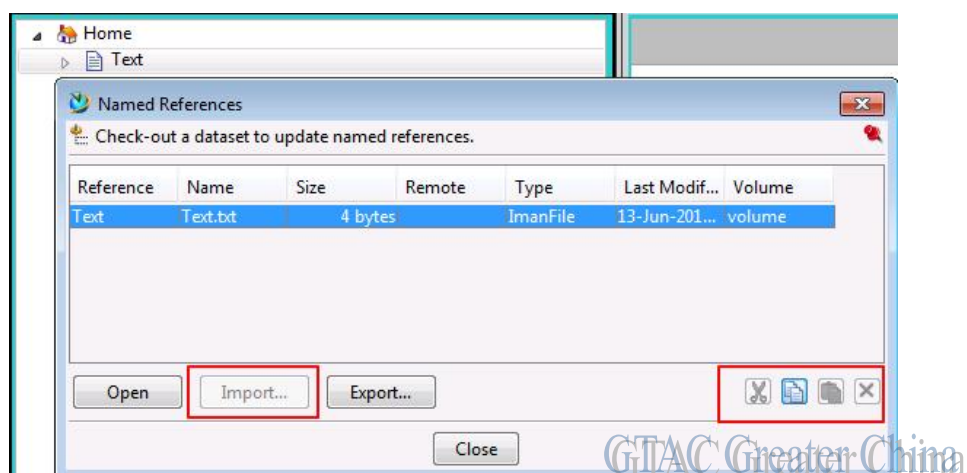 Home
Text
Named References
Check-out a dataset to update named references.
Reference Name Size Remote Type Last Modif... Volume
Text Text.txt 4 bytes ImanFile 13-Jun-201... volume
Open Import... Export...
Close
GTAC Greater China